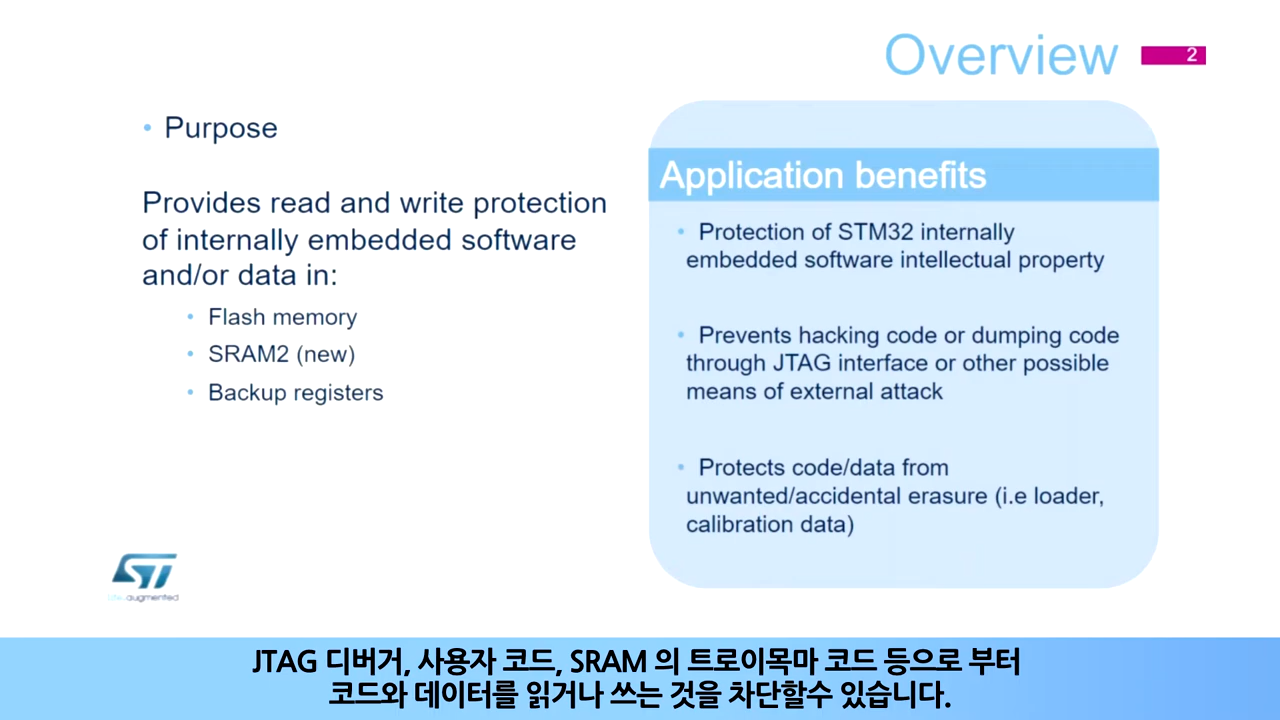 Overview
2
• Purpose
Provides read and write protection
of internally embedded software
and/or data in:
• Flash memory
• SRAM2 (new)
• Backup registers
Application benefits
• Protection of STM32 internally
embedded software intellectual property
• Prevents hacking code or dumping code
through JTAG interface or other possible
means of external attack
• Protects code/data from
unwanted/accidental erasure (i.e loader,
calibration data)
ST
life.augmented
JTAG 디버거, 사용자 코드, SRAM 의 트로이목마 코드 등으로 부터
코드와 데이터를 읽거나 쓰는 것을 차단할수 있습니다.